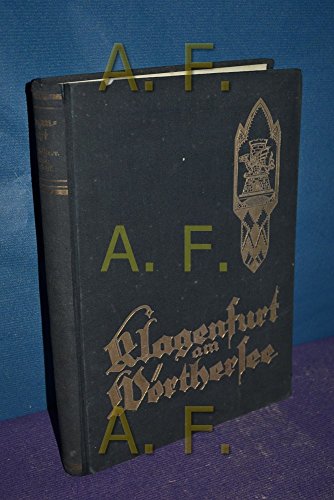 A. F.
A. F.
Klagenfurt
am
Wörthersee
A. F.